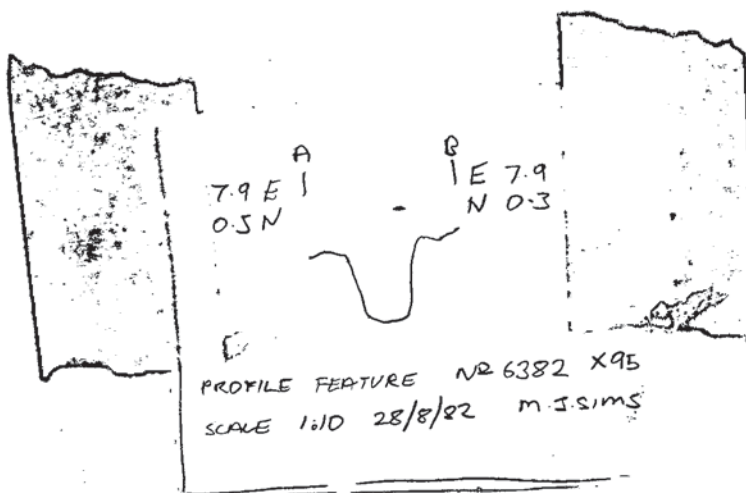 A B
7.9 E E 7.9
0.5 N N 0.3
PROFILE FEATURE No 6382 X95
SCALE 1:10 28/8/82 M.J.SIMS